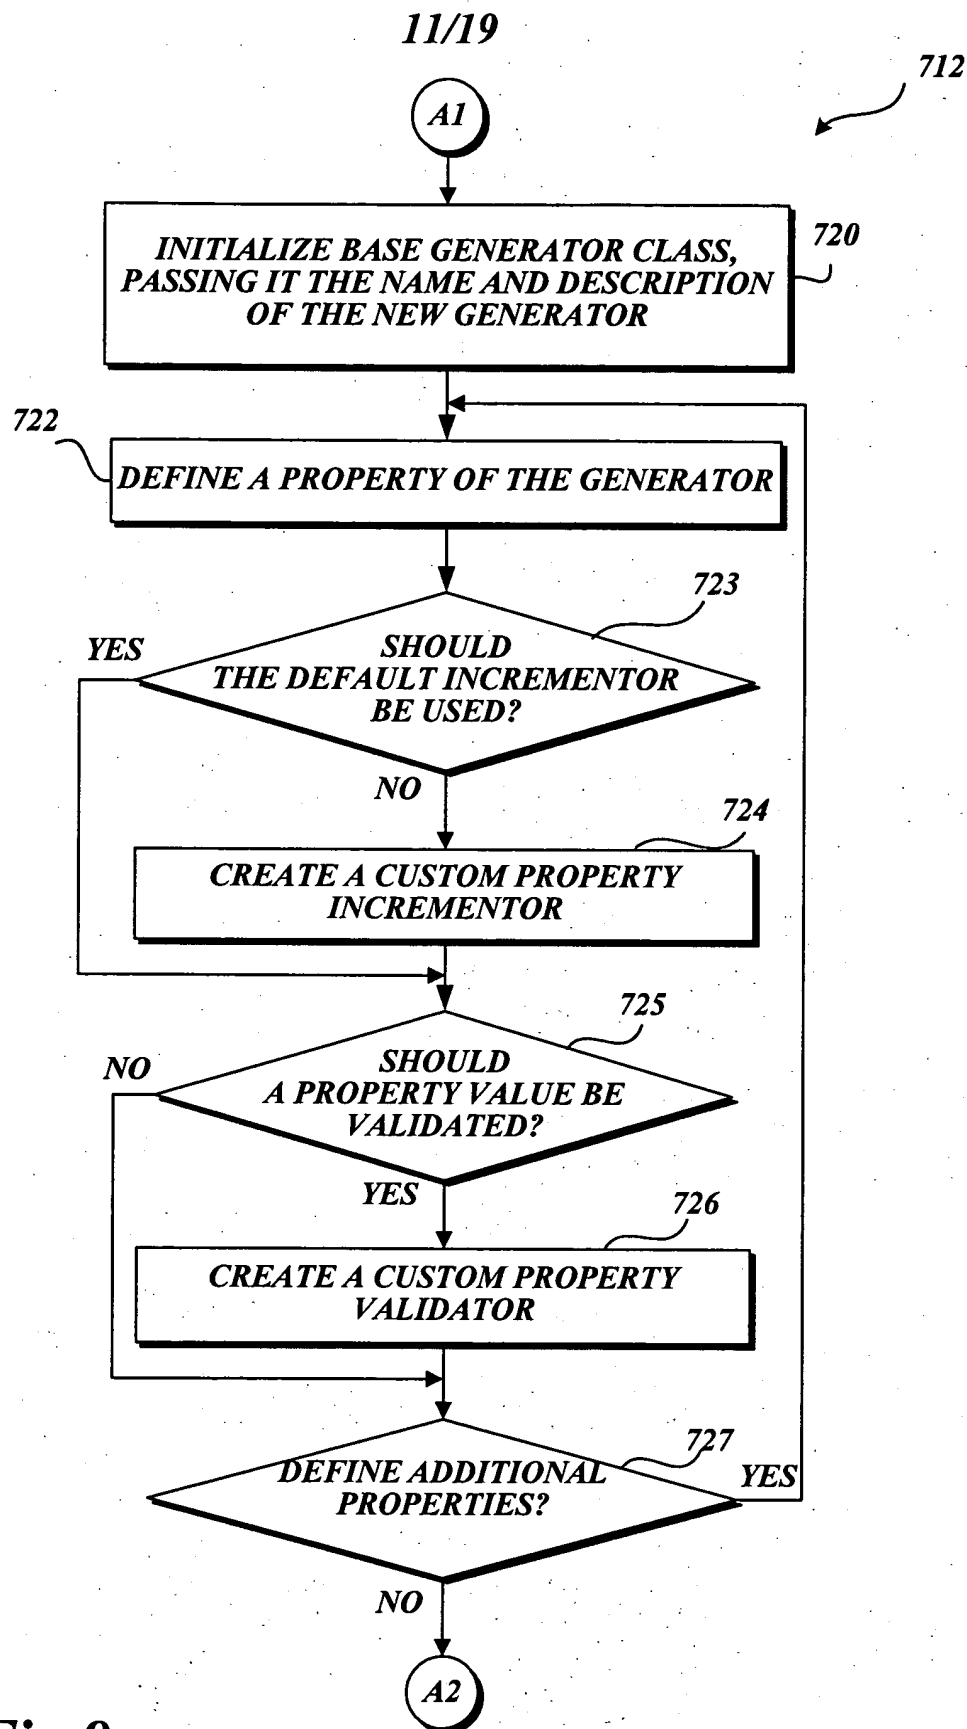 11/19
712
A1
720
INITIALIZE BASE GENERATOR CLASS,
PASSING IT THE NAME AND DESCRIPTION
OF THE NEW GENERATOR
722
DEFINE A PROPERTY OF THE GENERATOR
723
YES
SHOULD
THE DEFAULT INCREMENTOR
BE USED?
NO
724
CREATE A CUSTOM PROPERTY
INCREMENTOR
725
NO
SHOULD
A PROPERTY VALUE BE
VALIDATED?
YES
726
CREATE A CUSTOM PROPERTY
VALIDATOR
727
YES
DEFINE ADDITIONAL
PROPERTIES?
NO
A2